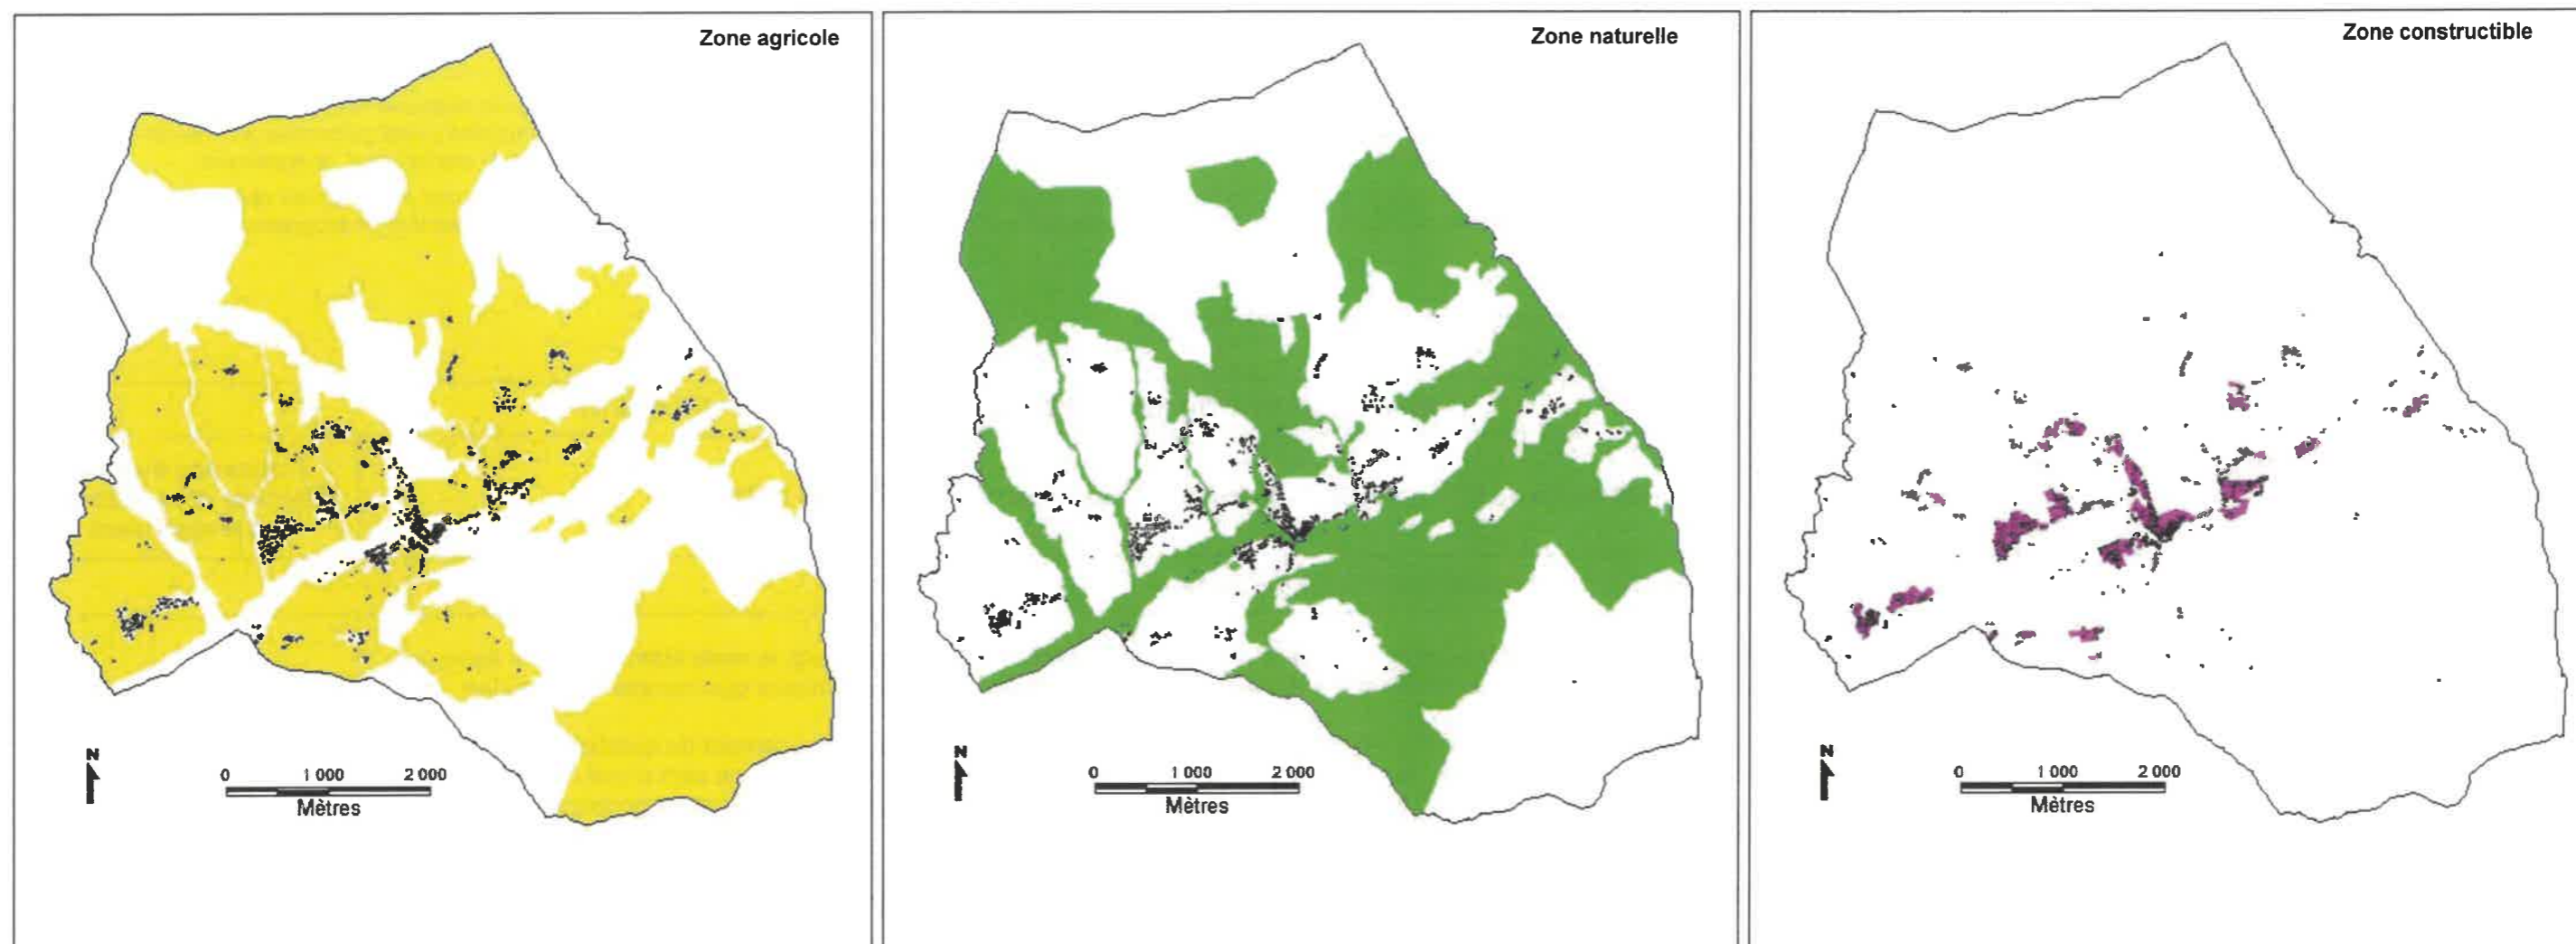 Zone agricole
N
0 1 000 2 000
Mètres
Zone naturelle
N
0 1 000 2 000
Mètres
Zone constructible
N
0 1 000 2 000
Mètres